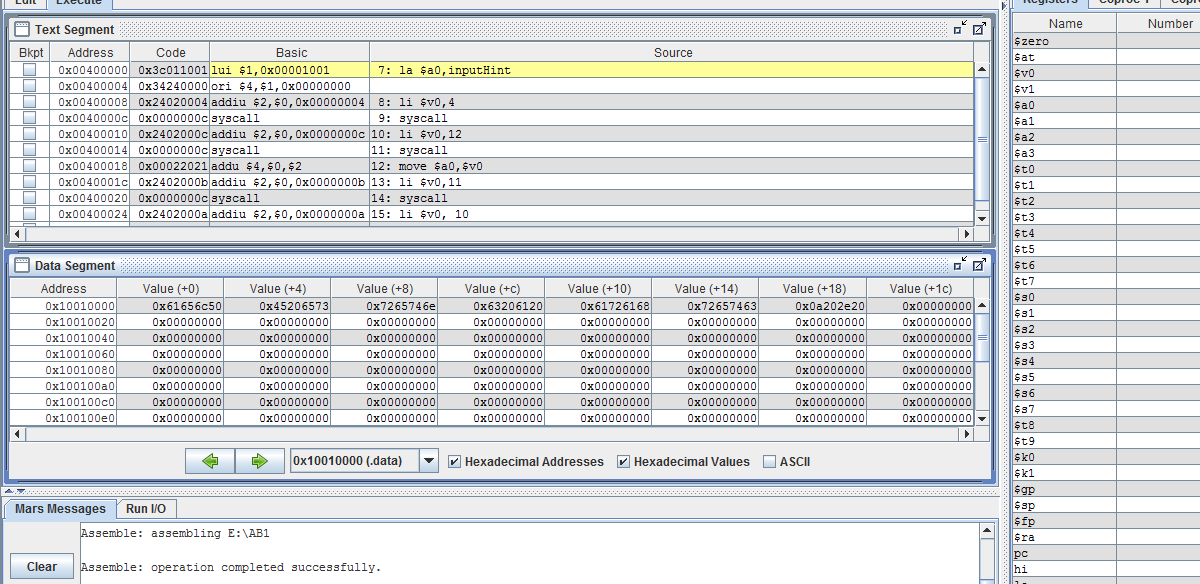 Edit Execute
Text Segment
Bkpt Address Code Basic Source
0x00400000 0x3c011001 lui $1,0x00001001 7: la $a0,inputHint
0x00400004 0x34240000 ori $4,$1,0x00000000
0x00400008 0x24020004 addiu $2,$0,0x00000004 8: li $v0,4
0x0040000c 0x0000000c syscall 9: syscall
0x00400010 0x2402000c addiu $2,$0,0x0000000c 10: li $v0,12
0x00400014 0x0000000c syscall 11: syscall
0x00400018 0x00022021 addu $4,$0,$2 12: move $a0,$v0
0x0040001c 0x2402000b addiu $2,$0,0x0000000b 13: li $v0,11
0x00400020 0x0000000c syscall 14: syscall
0x00400024 0x2402000a addiu $2,$0,0x0000000a 15: li $v0, 10
Data Segment
Address Value (+0) Value (+4) Value (+8) Value (+c) Value (+10) Value (+14) Value (+18) Value (+1c)
0x10010000 0x61656c50 0x45206573 0x7265746e 0x63206120 0x61726168 0x72657463 0x0a202e20 0x00000000
0x10010020 0x00000000 0x00000000 0x00000000 0x00000000 0x00000000 0x00000000 0x00000000 0x00000000
0x10010040 0x00000000 0x00000000 0x00000000 0x00000000 0x00000000 0x00000000 0x00000000 0x00000000
0x10010060 0x00000000 0x00000000 0x00000000 0x00000000 0x00000000 0x00000000 0x00000000 0x00000000
0x10010080 0x00000000 0x00000000 0x00000000 0x00000000 0x00000000 0x00000000 0x00000000 0x00000000
0x100100a0 0x00000000 0x00000000 0x00000000 0x00000000 0x00000000 0x00000000 0x00000000 0x00000000
0x100100c0 0x00000000 0x00000000 0x00000000 0x00000000 0x00000000 0x00000000 0x00000000 0x00000000
0x100100e0 0x00000000 0x00000000 0x00000000 0x00000000 0x00000000 0x00000000 0x00000000 0x00000000
0x10010000 (.data) Hexadecimal Addresses Hexadecimal Values ASCII
Mars Messages Run I/O
Assemble: assembling E:\AB1
Assemble: operation completed successfully.
Clear
Registers Coproc 1
Name Number
$zero
$at
$v0
$v1
$a0
$a1
$a2
$a3
$t0
$t1
$t2
$t3
$t4
$t5
$t6
$t7
$s0
$s1
$s2
$s3
$s4
$s5
$s6
$s7
$t8
$t9
$k0
$k1
$gp
$sp
$fp
$ra
pc
hi